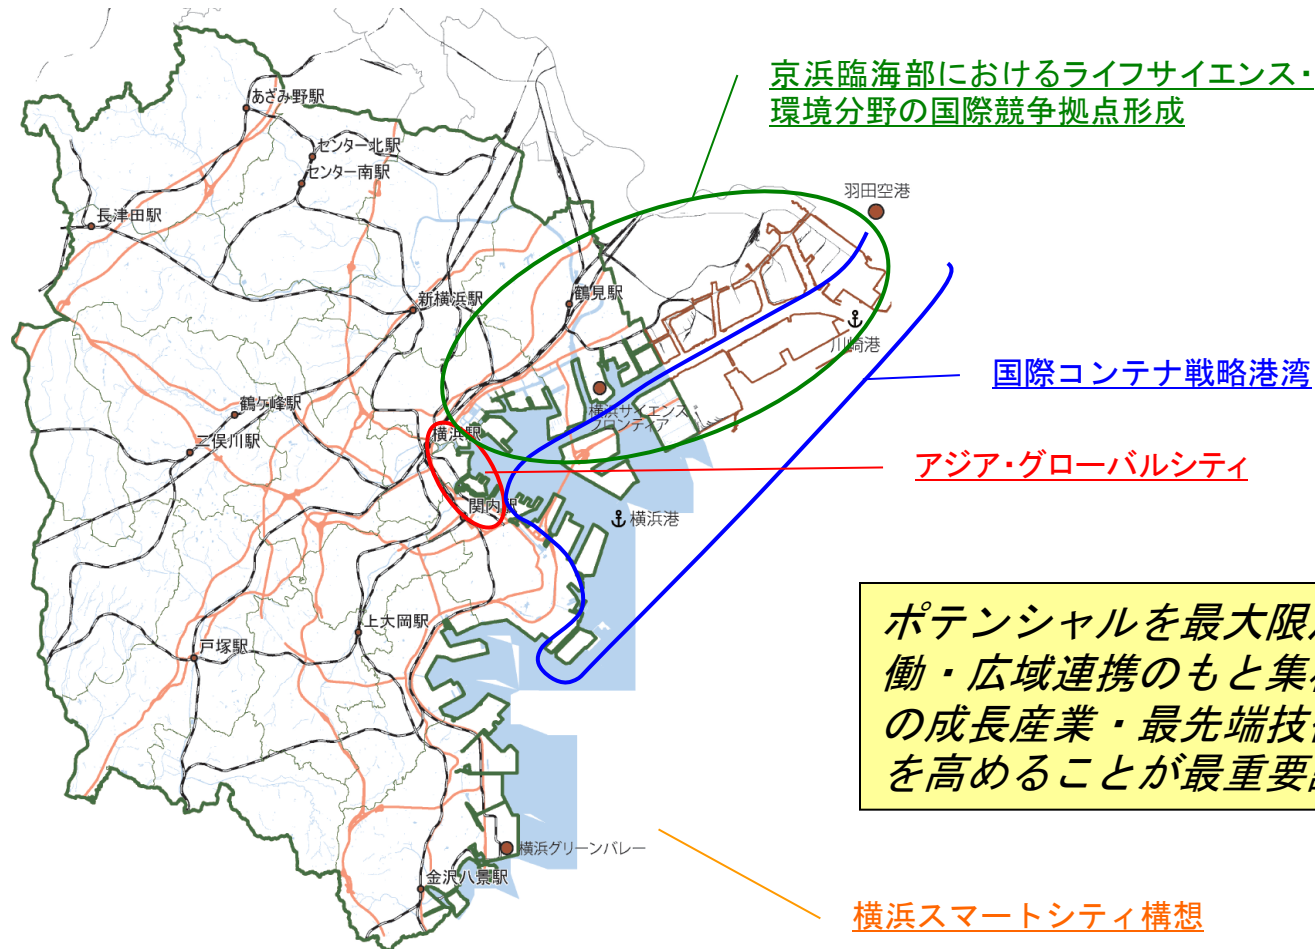 京浜臨海部におけるライフサイエンス・
環境分野の国際競争拠点形成
あざみ野駅
センター北駅
センター南駅
羽田空港
長津田駅
新横浜駅
鶴見駅
川崎港
国際コンテナ戦略港湾
横浜サイエンス
フロンティア
鶴ヶ峰駅
横浜駅
二俣川駅
アジア・グローバルシティ
関内駅
横浜港
ポテンシャルを最大限
働・広域連携のもと集
の成長産業・最先端技
を高めることが最重要
上大岡駅
戸塚駅
横浜グリーンバレー
金沢八景駅
横浜スマートシティ構想